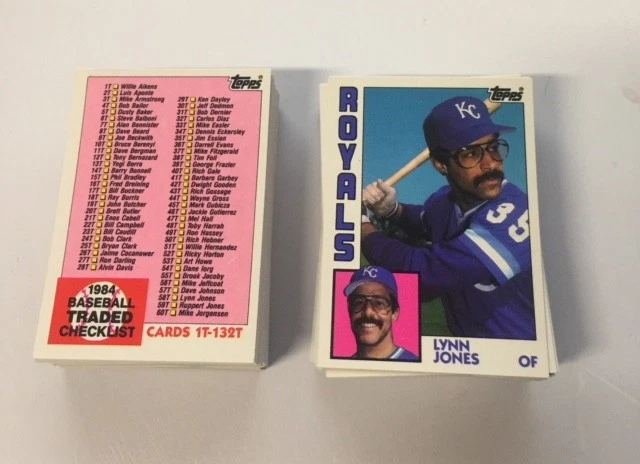 Topps
1T Willie Aikens
2T Luis Aponte
3T Mike Armstrong
4T Bob Bailor
5T Dusty Baker
6T Steve Balboni
7T Alan Bannister
8T Dave Beard
9T Joe Beckwith
10T Bruce Berenyi
11T Dave Bergman
12T Tony Bernazard
13T Yogi Berra
14T Barry Bonnell
15T Phil Bradley
16T Fred Breining
17T Bill Buckner
18T Ray Burris
19T John Butcher
20T Brett Butler
21T Enos Cabell
22T Bill Campbell
23T Bill Caudill
24T Bob Clark
25T Bryan Clark
26T Jaime Cocanower
27T Ron Darling
28T Alvin Davis
29T Ken Dayley
30T Jeff Dedmon
31T Bob Dernier
32T Carlos Diaz
33T Mike Easler
34T Dennis Eckersley
35T Jim Essian
36T Darrell Evans
37T Mike Fitzgerald
38T Tim Foli
39T George Frazier
40T Rich Gale
41T Barbaro Garbey
42T Dwight Gooden
43T Rich Gossage
44T Wayne Gross
45T Mark Gubicza
46T Jackie Gutierrez
47T Mel Hall
48T Toby Harrah
49T Ron Hassey
50T Rich Hebner
51T Willie Hernandez
52T Ricky Horton
53T Art Howe
54T Dane Iorg
55T Brook Jacoby
56T Mike Jeffcoat
57T Dave Johnson
58T Lynn Jones
59T Ruppert Jones
60T Mike Jorgensen
1984
BASEBALL
TRADED
CHECKLIST
CARDS 1T-132T
Topps
ROYALS
KC
35
KC
LYNN
JONES
OF